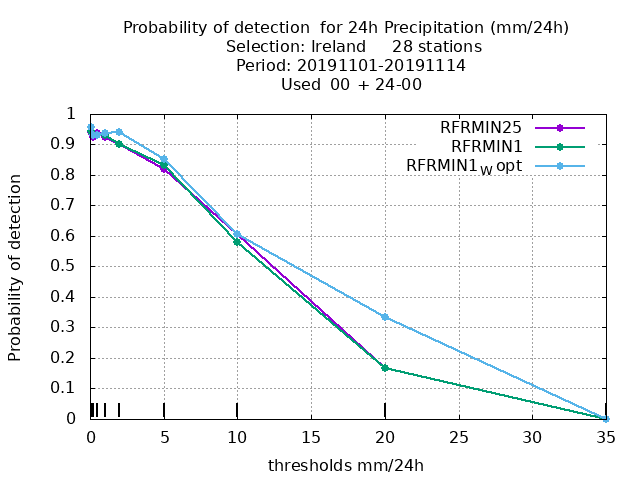 Probability of detection  for 24h Precipitation (mm/24h)
Selection: Ireland     28 stations
Period: 20191101-20191114
Used  00 + 24-00
RFRMIN25
RFRMIN1
RFRMIN1W opt
1
0.9
0.8
0.7
0.6
0.5
0.4
0.3
0.2
0.1
0
Probability of detection
0 5 10 15 20 25 30 35
thresholds mm/24h